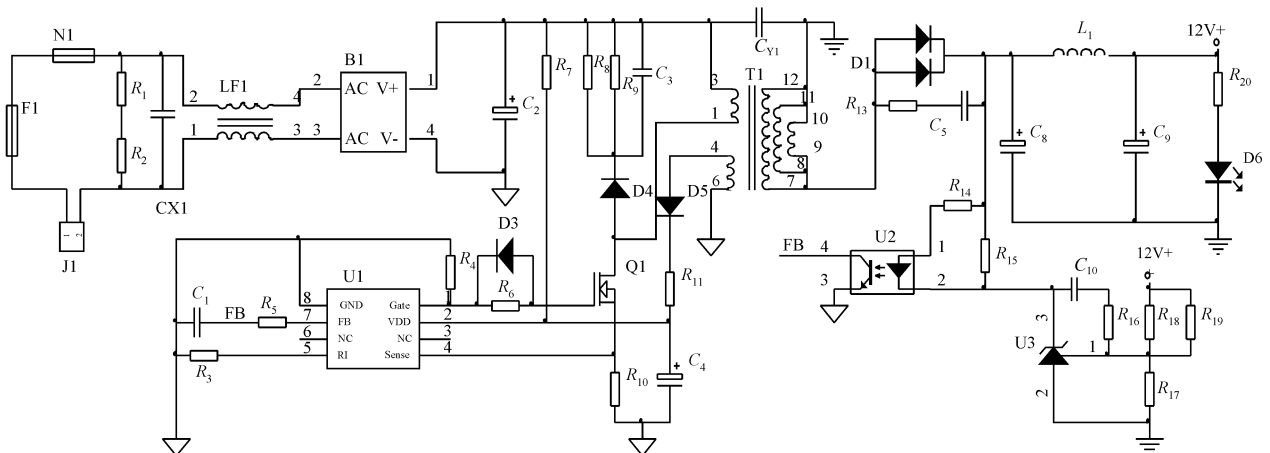 N1
F1
R1
R2
CX1
1 2
J1
2
1
LF1
4
3
2
3
B1
AC V+
AC V-
1
4
C2
R7
R8
R9
C3
CY1
T1
3
1
4
6
12
11
10
9
8
7
D1
R13
C5
L1
12V+
C8
C9
R20
D6
D4
D5
R14
R15
FB
4
3
U2
1
2
D3
R4
R6
Q1
R11
U1
C1
FB
R5
R3
8
7
6
5
GND Gate
FB VDD
NC NC
RI Sense
1
2
3
4
R10
C4
C10
12V+
R16
R18
R19
U3
3
1
2
R17